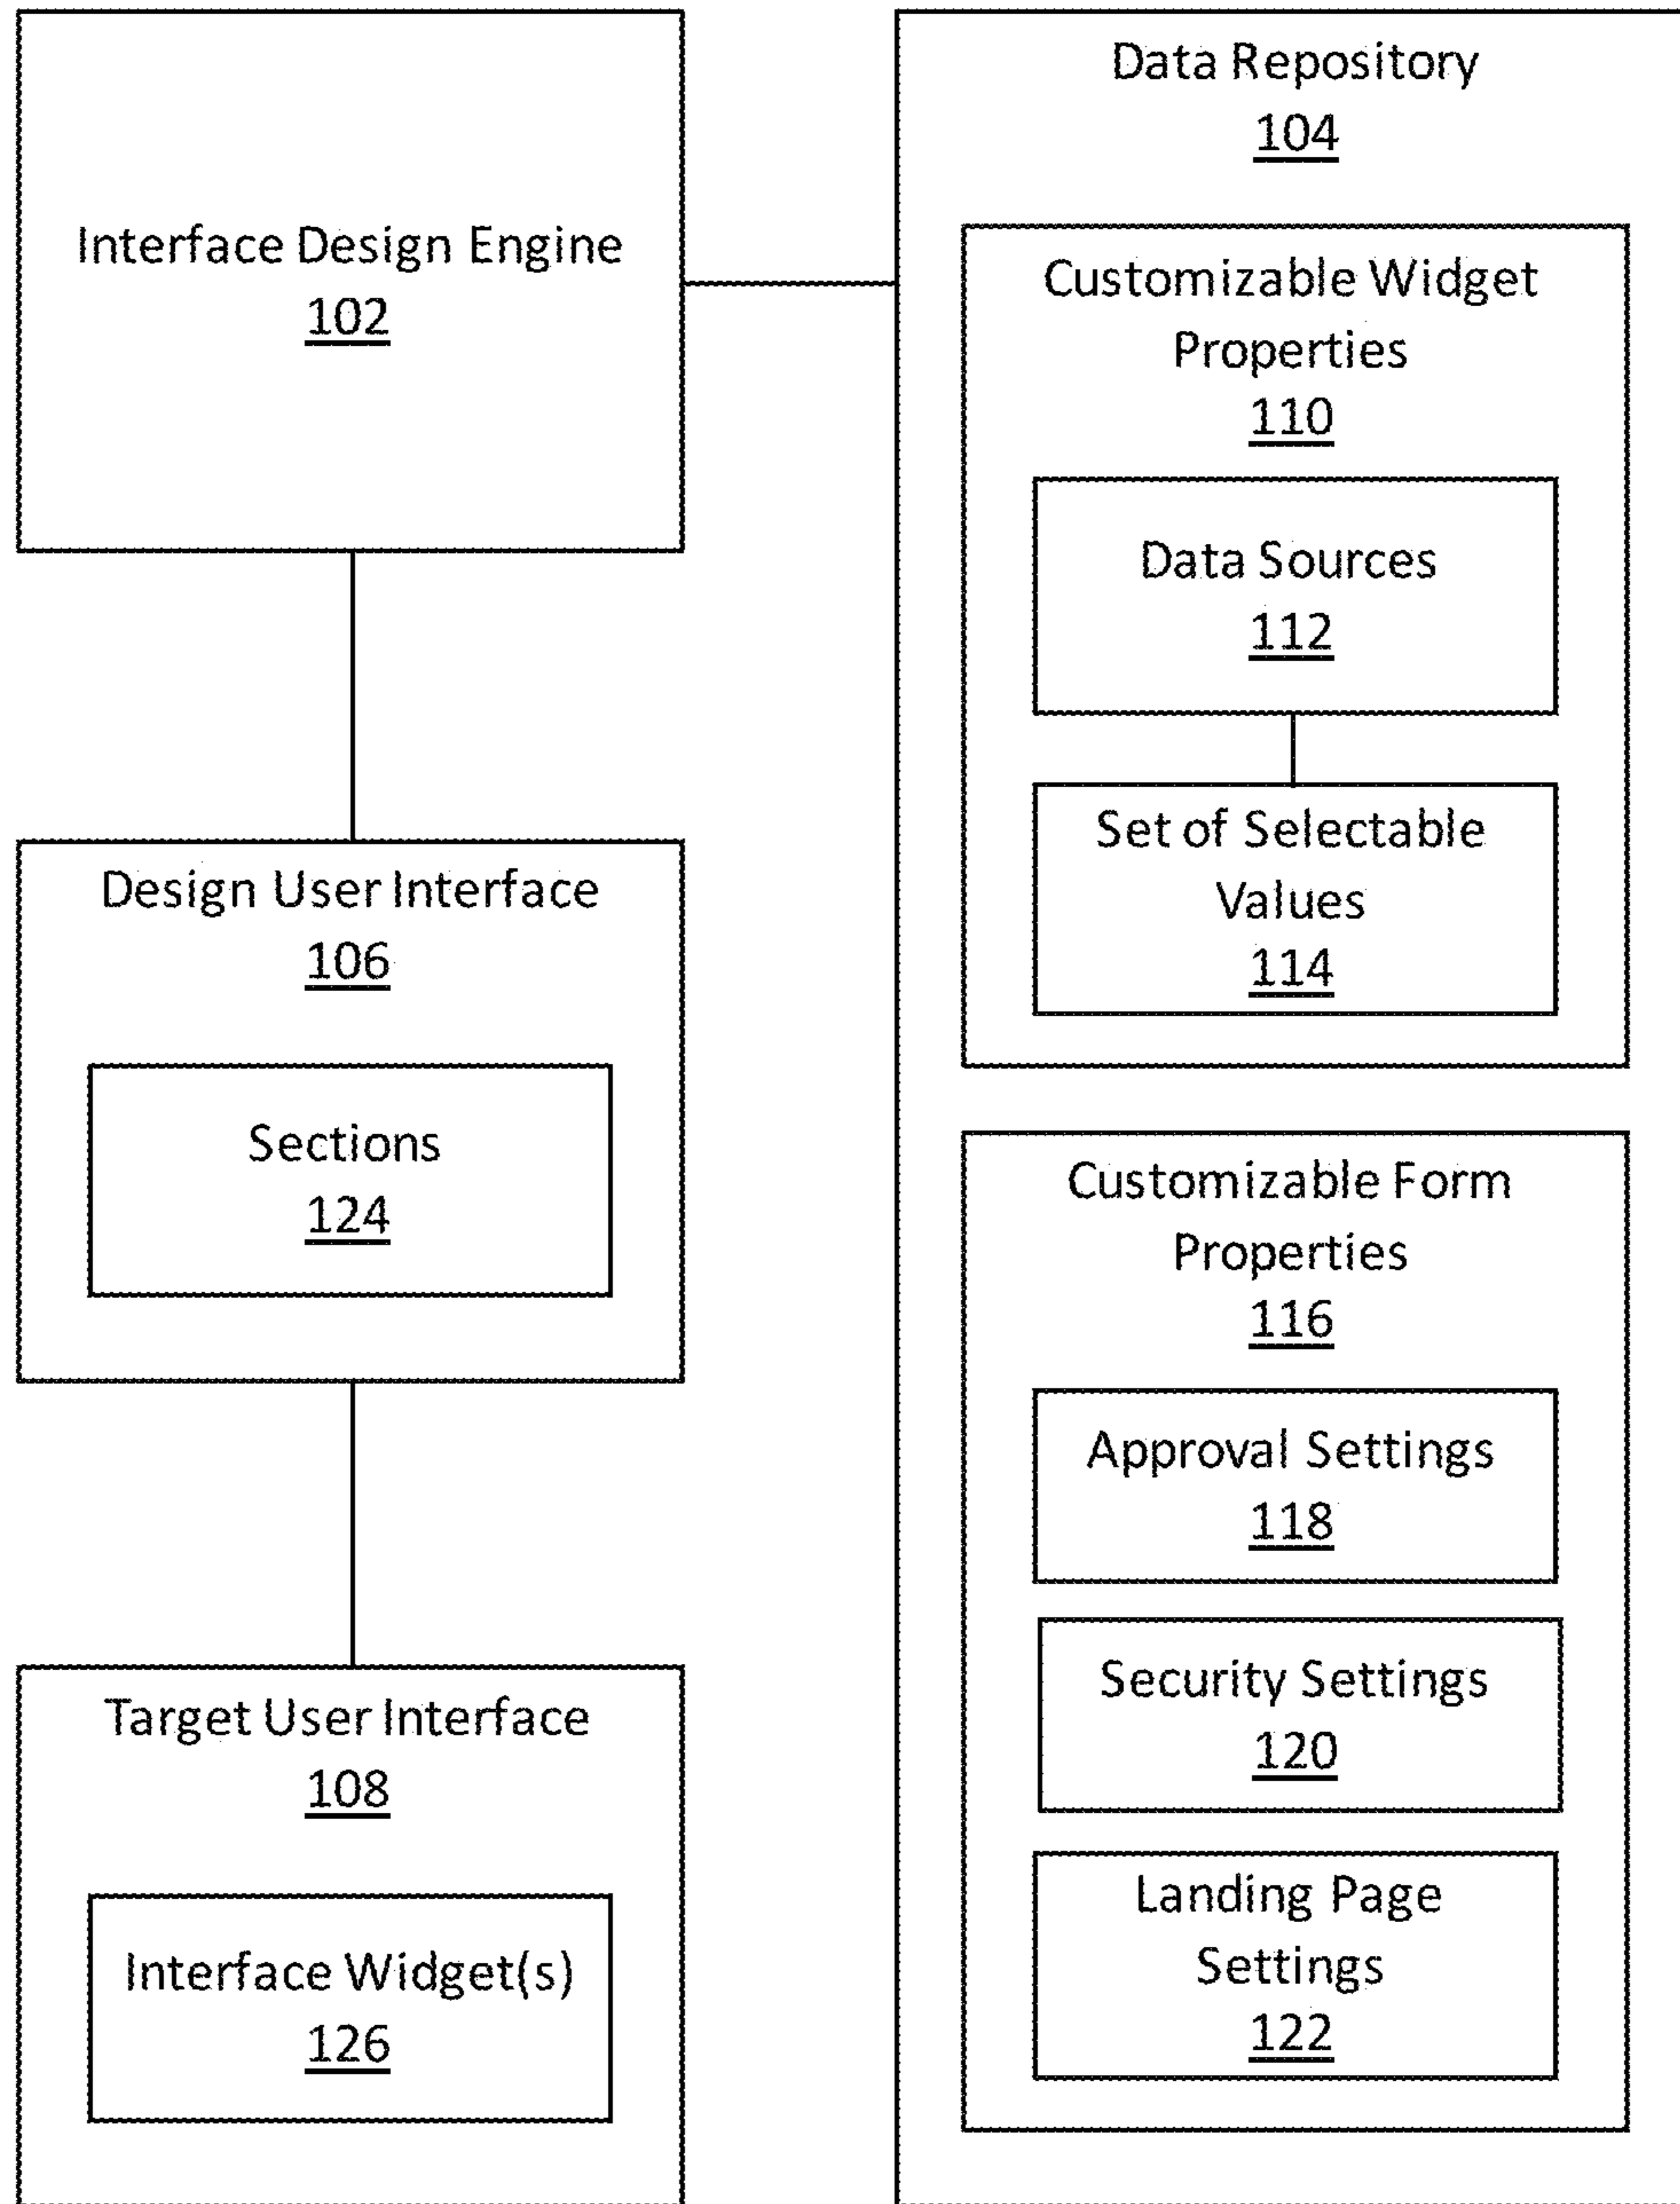 Interface Design Engine
102
Design User Interface
106
Sections
124
Target User Interface
108
Interface Widget(s)
126
Data Repository
104
Customizable Widget
Properties
110
Data Sources
112
Set of Selectable
Values
114
Customizable Form
Properties
116
Approval Settings
118
Security Settings
120
Landing Page
Settings
122